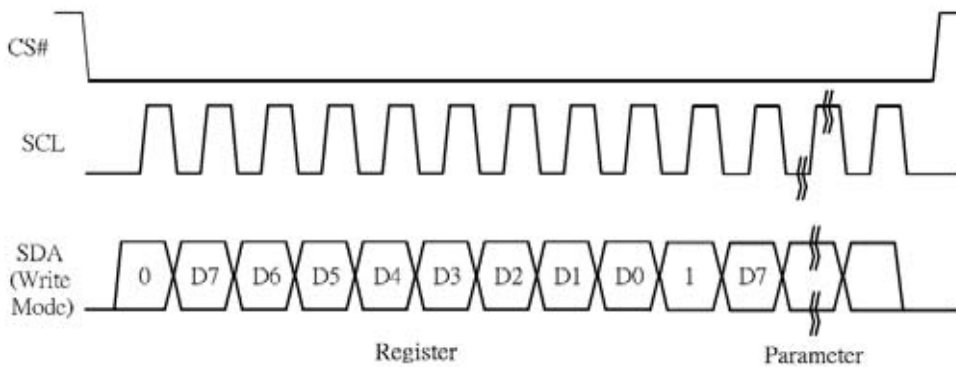 CS#
SCL
SDA
(Write
Mode)
0 D7 D6 D5 D4 D3 D2 D1 D0 1 D7
Register Parameter